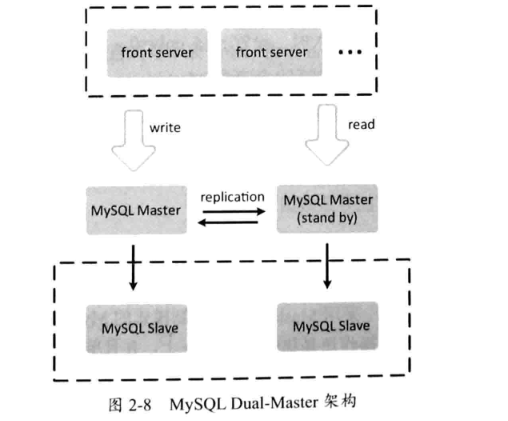 front server
front server
...
write
read
MySQL Master
replication
MySQL Master
(stand by)
MySQL Slave
MySQL Slave
图 2-8 MySQL Dual-Master 架构